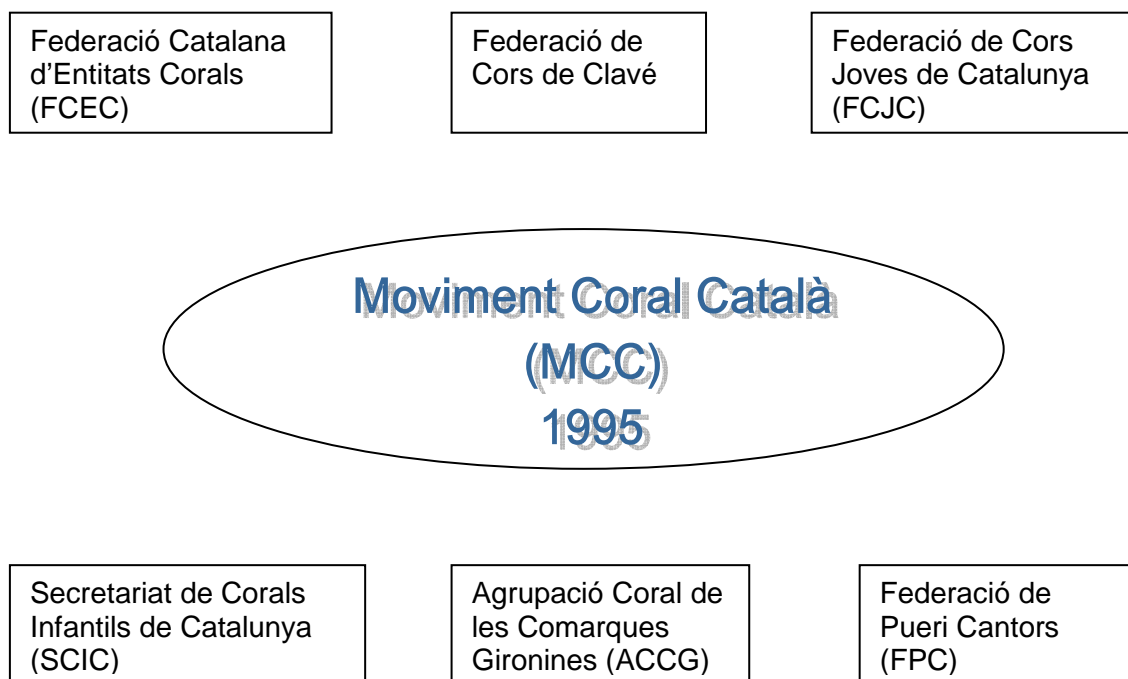 Federació Catalana
d’Entitats Corals
(FCEC)
Federació de
Cors de Clavé
Federació de Cors
Joves de Catalunya
(FCJC)
Moviment Coral Català
(MCC)
1995
Secretariat de Corals
Infantils de Catalunya
(SCIC)
Agrupació Coral de
les Comarques
Gironines (ACCG)
Federació de
Pueri Cantors
(FPC)